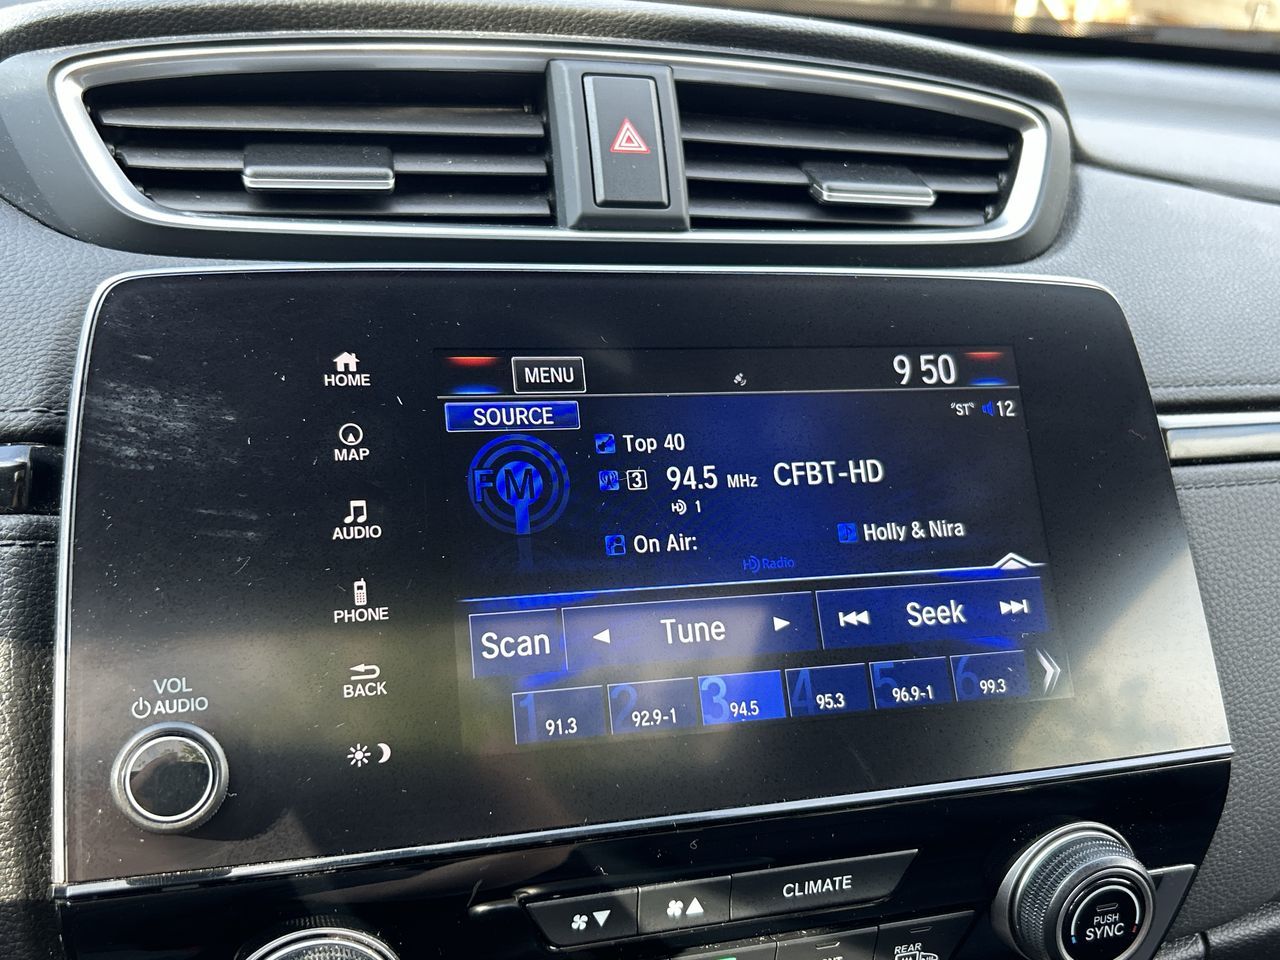 HOME
MENU
9 50
SOURCE
"ST" 12
Top 40
FM
MAP
3 94.5 MHz CFBT-HD
HD 1
AUDIO
On Air:
Holly & Nira
HD Radio
PHONE
Scan
Tune
Seek
BACK
1 91.3
2 92.9-1
3 94.5
4 95.3
5 96.9-1
6 99.3
VOL
AUDIO
CLIMATE
PUSH
SYNC
REAR